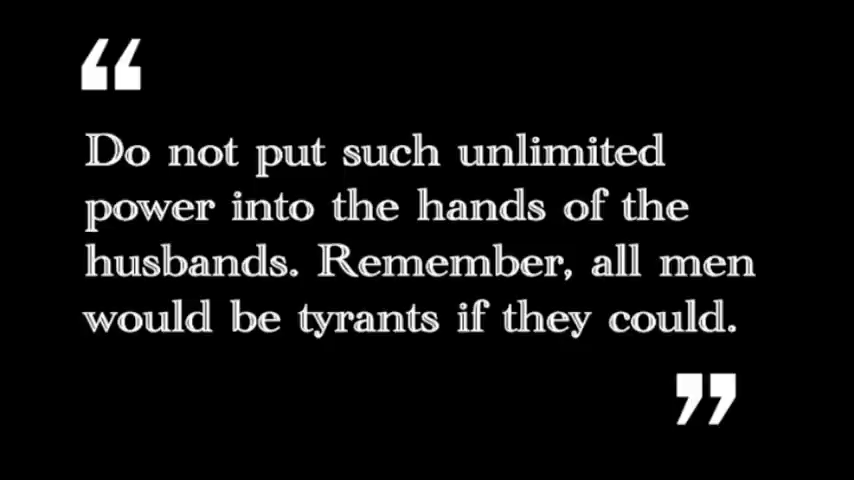 “
Do not put such unlimited
power into the hands of the
husbands. Remember, all men
would be tyrants if they could.
”